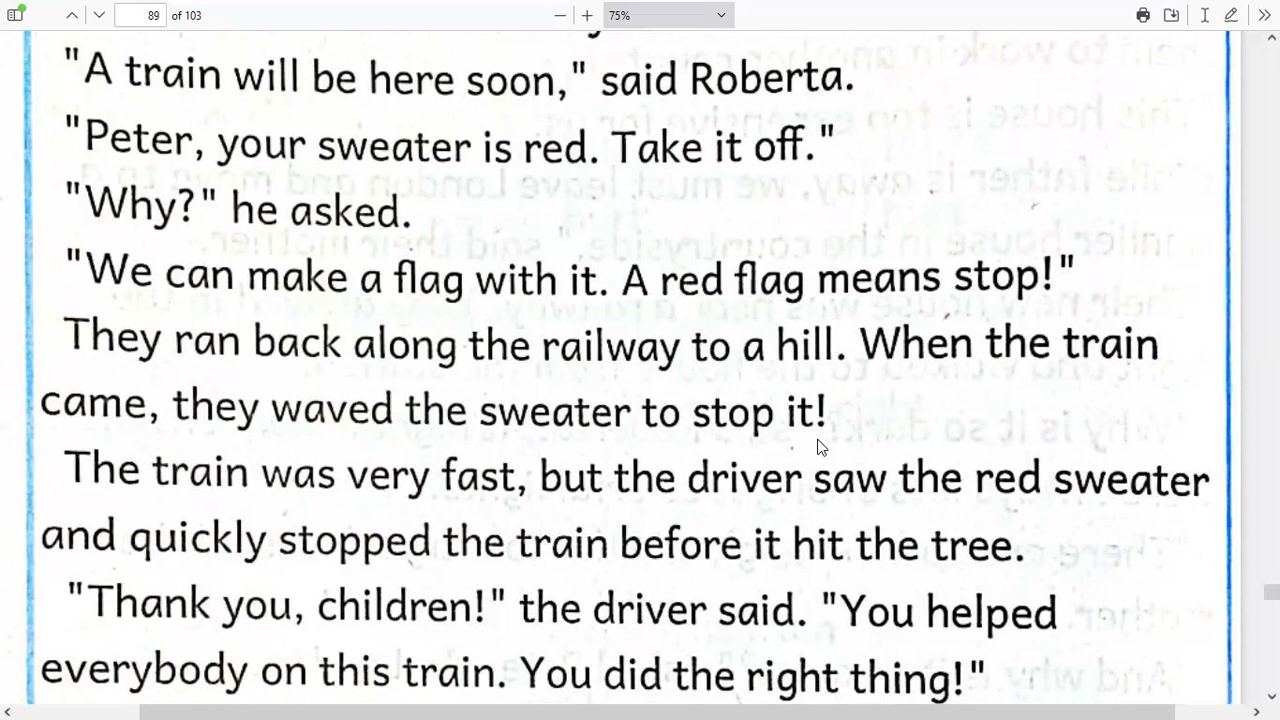 89 of 103
75%
"A train will be here soon," said Roberta.
"Peter, your sweater is red. Take it off."
"Why?" he asked.
"We can make a flag with it. A red flag means stop!"
They ran back along the railway to a hill. When the train
came, they waved the sweater to stop it!
The train was very fast, but the driver saw the red sweater
and quickly stopped the train before it hit the tree.
"Thank you, children!" the driver said. "You helped
everybody on this train. You did the right thing!"